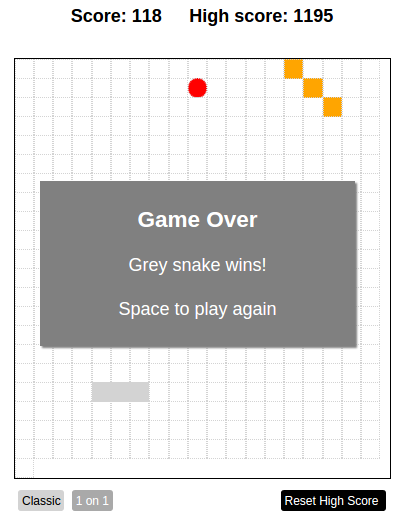 Score: 118 High score: 1195
Game Over
Grey snake wins!
Space to play again
Classic 1 on 1 Reset High Score